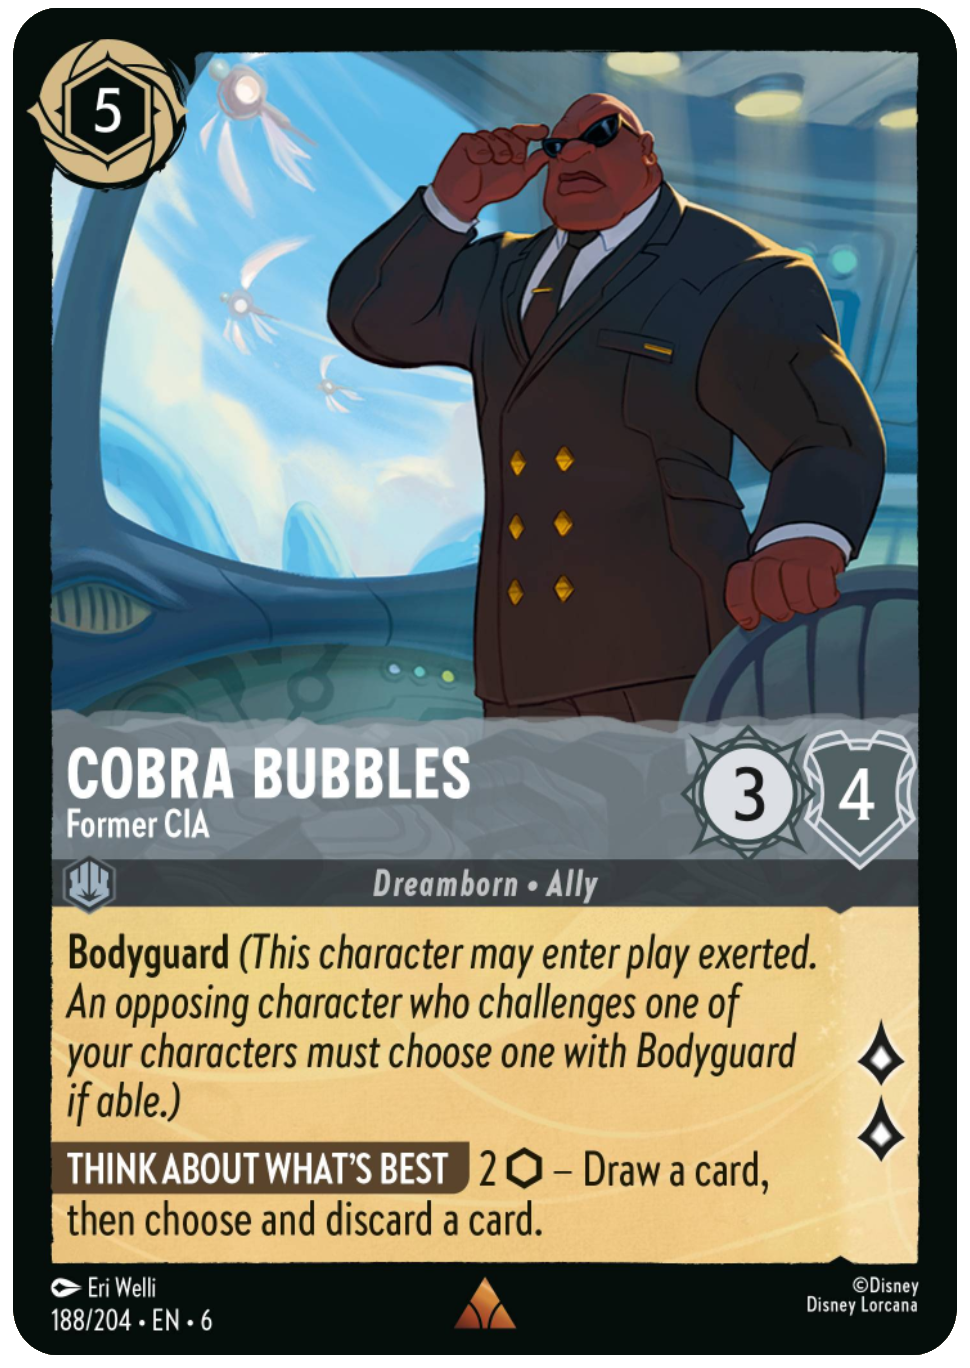 5
COBRA BUBBLES
Former CIA
3
4
Dreamborn • Ally
Bodyguard (This character may enter play exerted.
An opposing character who challenges one of
your characters must choose one with Bodyguard
if able.)
THINK ABOUT WHAT'S BEST 2 ⬡ – Draw a card,
then choose and discard a card.
Eri Welli
188/204 • EN • 6
©Disney
Disney Lorcana